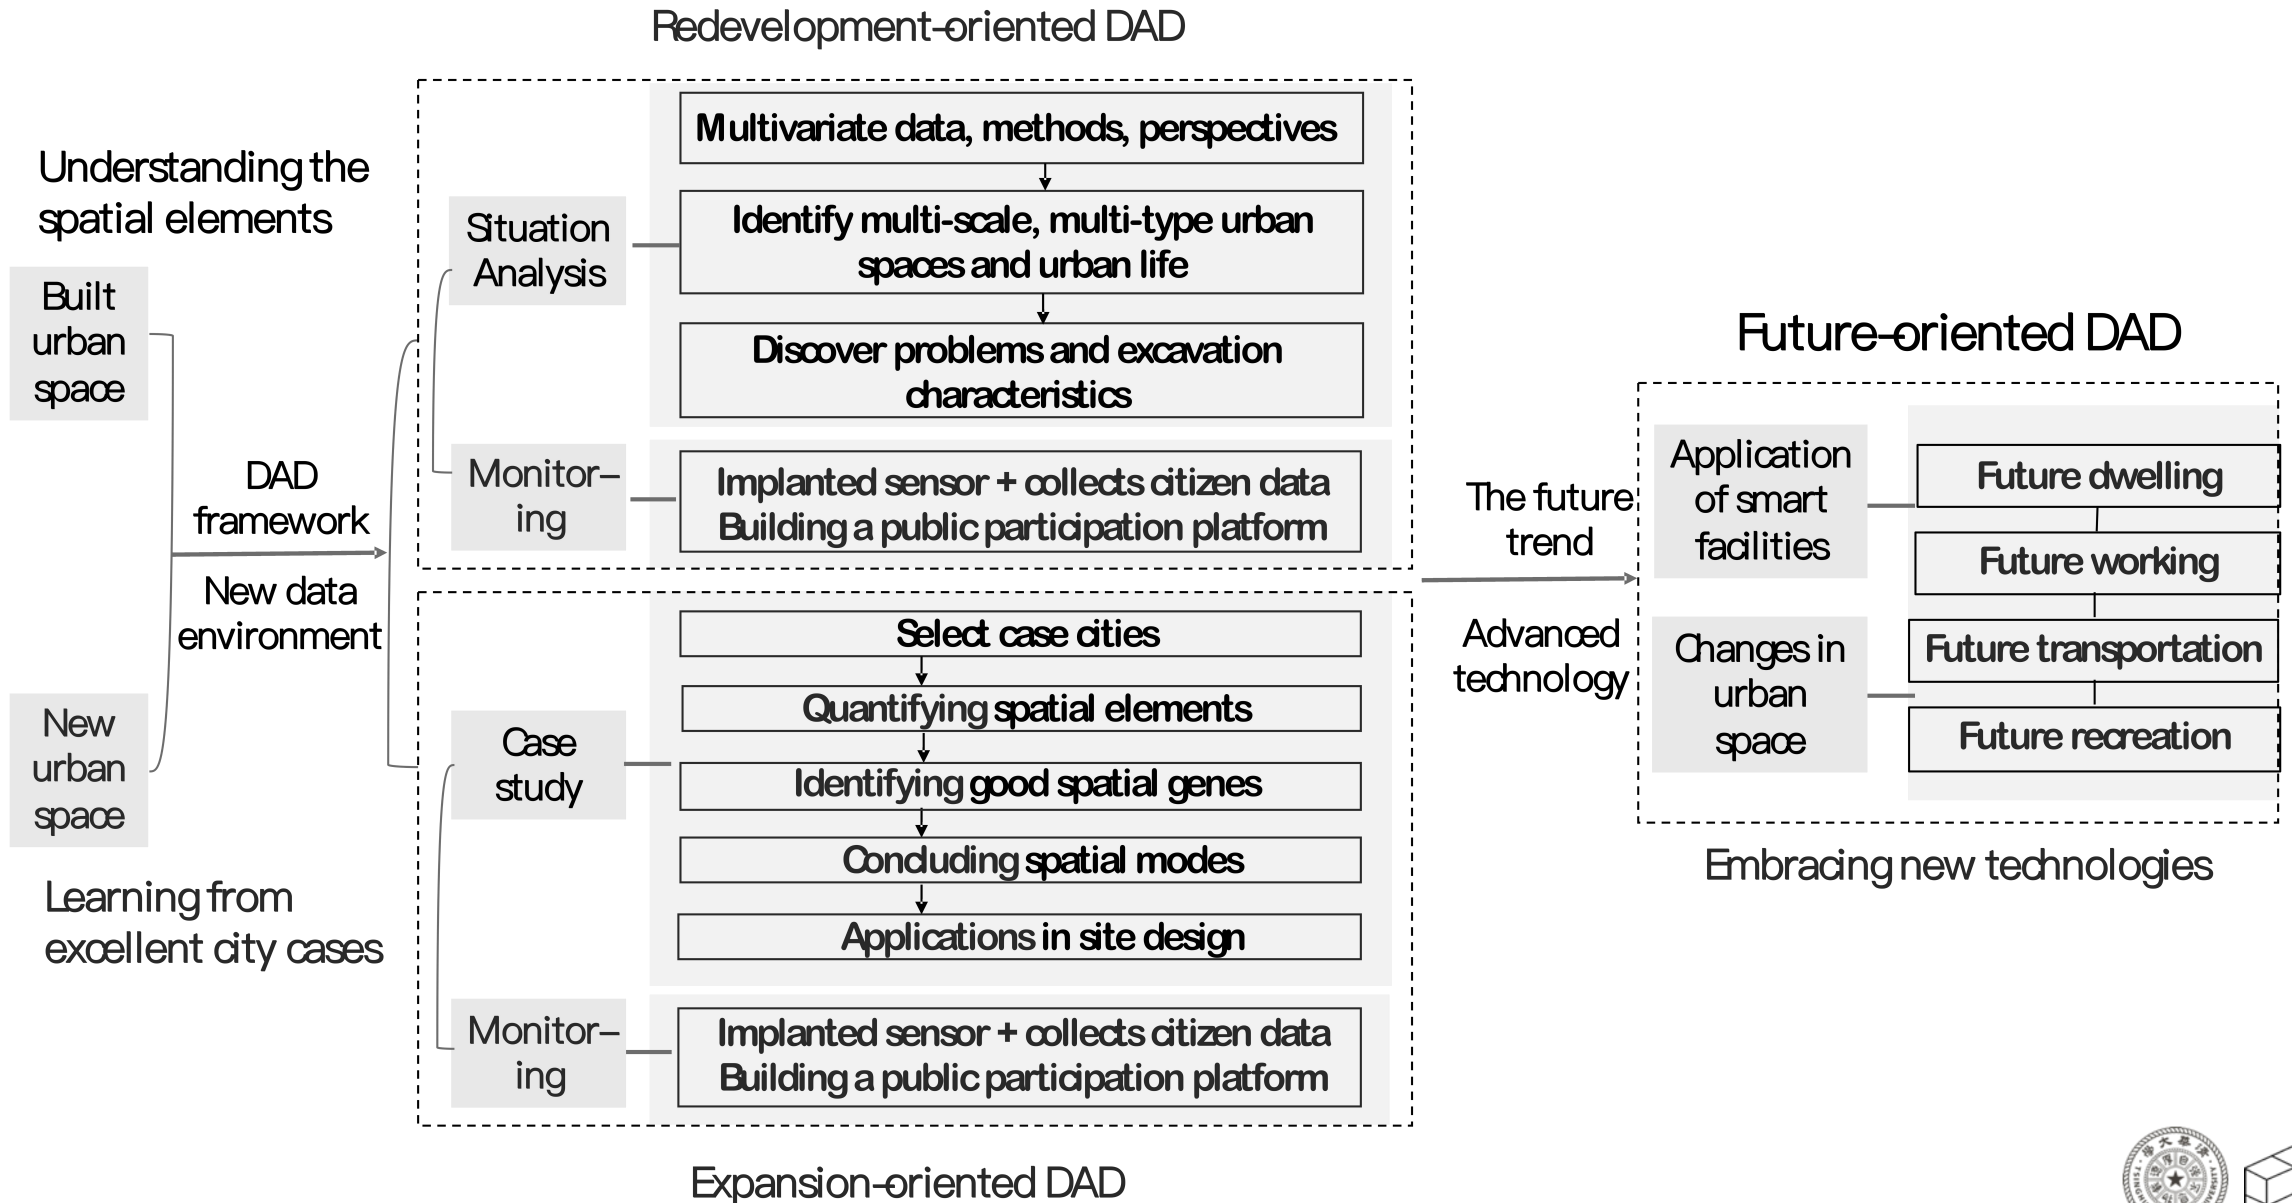 Redevelopment-oriented DAD
Understanding the
spatial elements
Built
urban
space
DAD
framework
New data
environment
New
urban
space
Learning from
excellent city cases
Situation
Analysis
Multivariate data, methods, perspectives
Identify multi-scale, multi-type urban
spaces and urban life
Discover problems and excavation
characteristics
Monitor-
ing
Implanted sensor + collects citizen data
Building a public participation platform
Case
study
Select case cities
Quantifying spatial elements
Identifying good spatial genes
Concluding spatial modes
Applications in site design
Monitor-
ing
Implanted sensor + collects citizen data
Building a public participation platform
Expansion-oriented DAD
The future
trend
Advanced
technology
Future-oriented DAD
Application
of smart
facilities
Changes in
urban
space
Future dwelling
Future working
Future transportation
Future recreation
Embracing new technologies